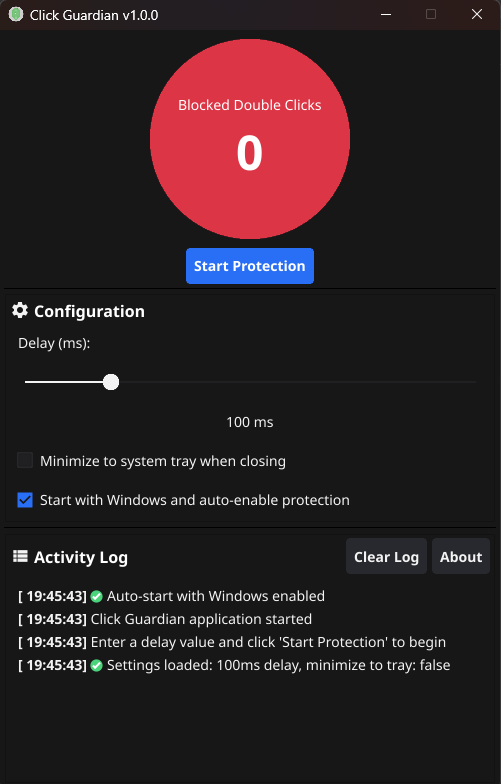 Click Guardian v1.0.0
Blocked Double Clicks
0
Start Protection
Configuration
Delay (ms):
100 ms
Minimize to system tray when closing
Start with Windows and auto-enable protection
Activity Log
Clear Log
About
[ 19:45:43] Auto-start with Windows enabled
[ 19:45:43] Click Guardian application started
[ 19:45:43] Enter a delay value and click 'Start Protection' to begin
[ 19:45:43] Settings loaded: 100ms delay, minimize to tray: false